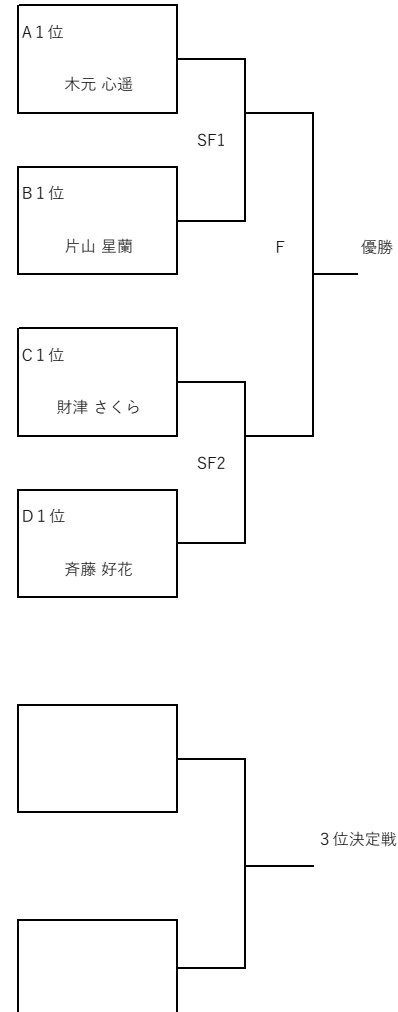 A１位
木元 心遥
SF1
B１位
片山 星蘭
F
優勝
C１位
財津 さくら
SF2
D１位
斉藤 好花
３位決定戦